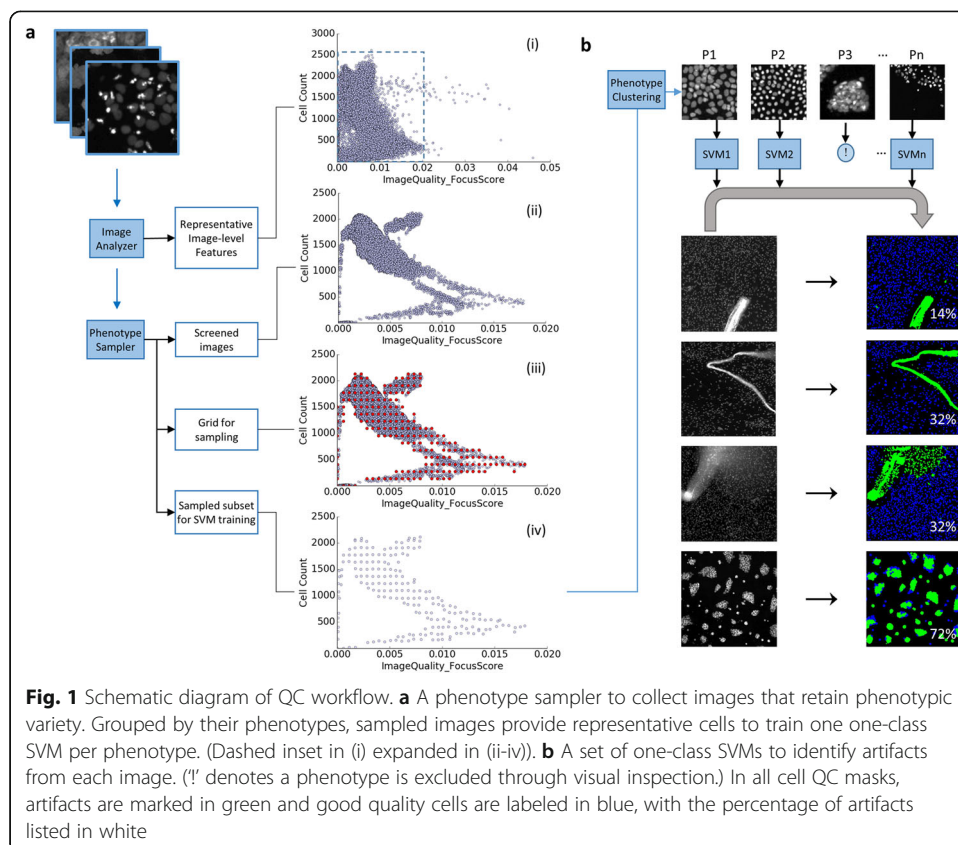 a
Image Analyzer
Representative Image-level Features
Phenotype Sampler
Screened images
Grid for sampling
Sampled subset for SVM training
(i)
Cell Count
3000
2500
2000
1500
1000
500
0.00 0.01 0.02 0.03 0.04 0.05
ImageQuality_FocusScore
(ii)
Cell Count
2500
2000
1500
1000
500
0.000 0.005 0.010 0.015 0.020
ImageQuality_FocusScore
(iii)
Cell Count
2500
2000
1500
1000
500
0.000 0.005 0.010 0.015 0.020
ImageQuality_FocusScore
(iv)
Cell Count
2500
2000
1500
1000
500
0.000 0.005 0.010 0.015 0.020
ImageQuality_FocusScore
b
Phenotype Clustering
P1 P2 P3 ... Pn
SVM1 SVM2 ! ... SVMn
14%
32%
32%
72%
Fig. 1 Schematic diagram of QC workflow. a A phenotype sampler to collect images that retain phenotypic
variety. Grouped by their phenotypes, sampled images provide representative cells to train one one-class
SVM per phenotype. (Dashed inset in (i) expanded in (ii-iv)). b A set of one-class SVMs to identify artifacts
from each image. ('!' denotes a phenotype is excluded through visual inspection.) In all cell QC masks,
artifacts are marked in green and good quality cells are labeled in blue, with the percentage of artifacts
listed in white